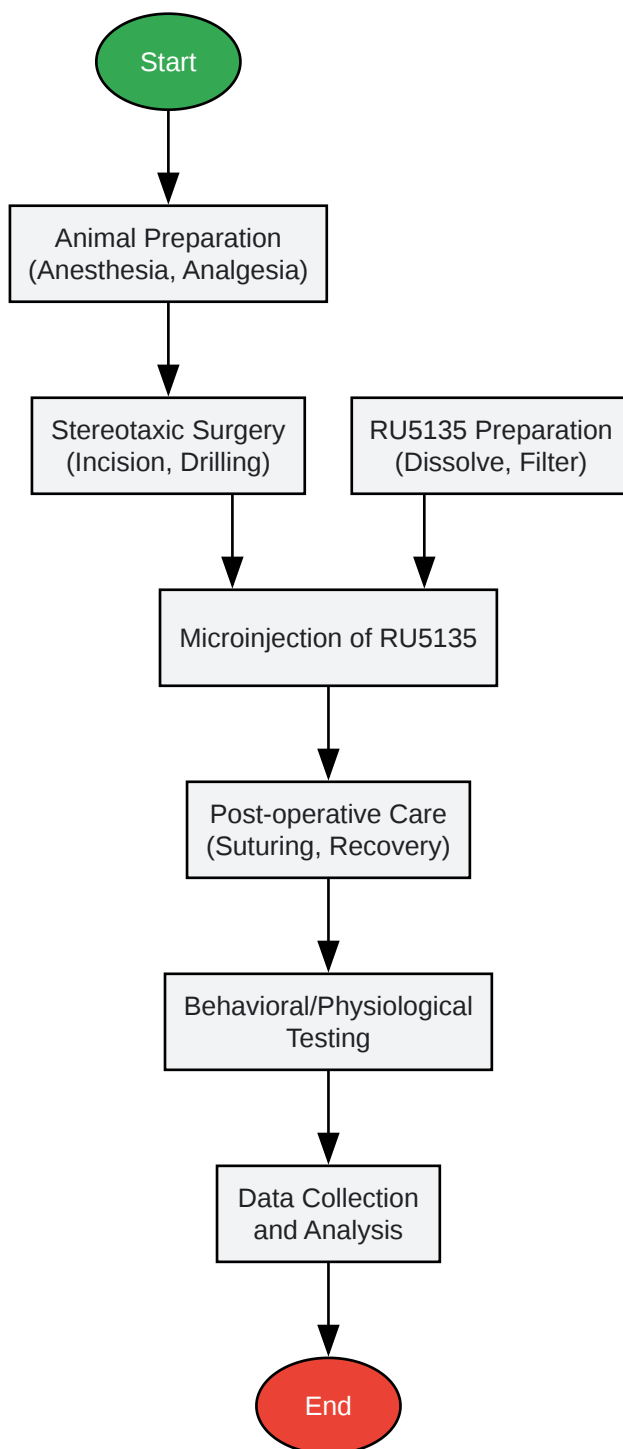 Start
Animal Preparation
(Anesthesia, Analgesia)
Stereotaxic Surgery
(Incision, Drilling)
RU5135 Preparation
(Dissolve, Filter)
Microinjection of RU5135
Post-operative Care
(Suturing, Recovery)
Behavioral/Physiological
Testing
Data Collection
and Analysis
End